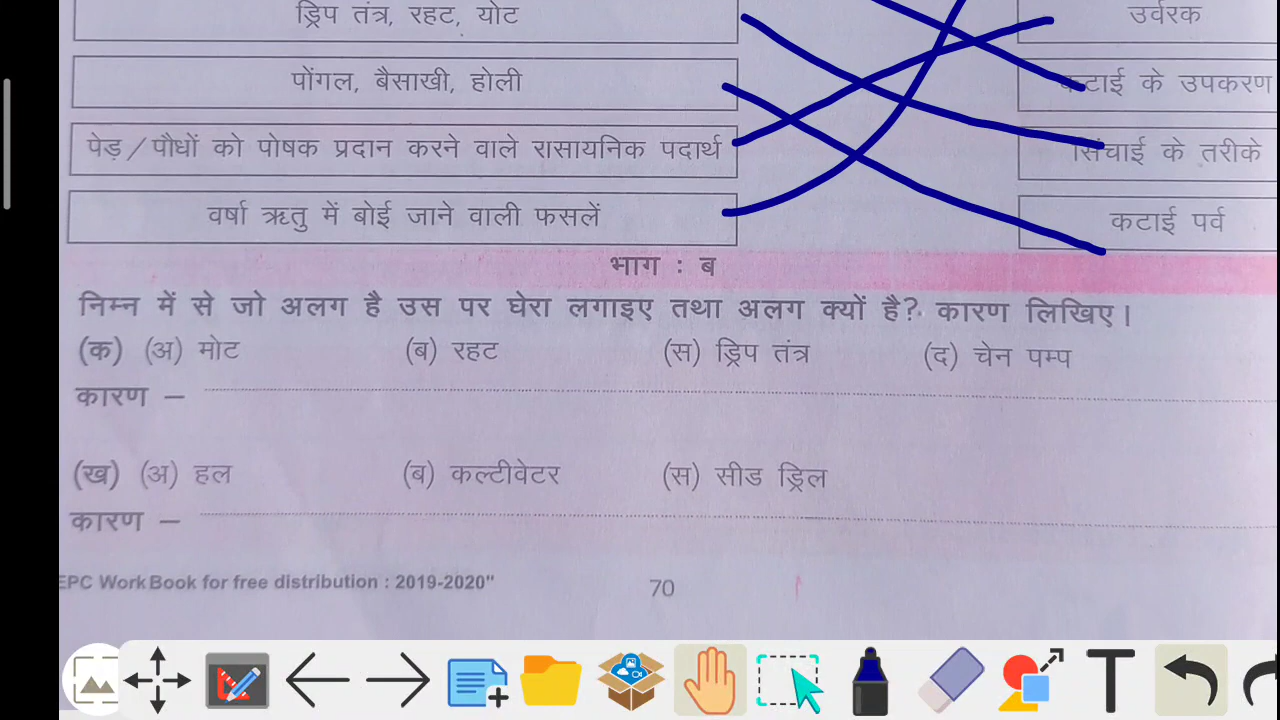 ड्रिप तंत्र, रहट, योट
उर्वरक
पोंगल, बैसाखी, होली
कटाई के उपकरण
पेड़/पौधों को पोषक प्रदान करने वाले रासायनिक पदार्थ
सिंचाई के तरीके
वर्षा ऋतु में बोई जाने वाली फसलें
कटाई पर्व
भाग : ब
निम्न में से जो अलग है उस पर घेरा लगाइए तथा अलग क्यों है? कारण लिखिए।
(क) (अ) मोट (ब) रहट (स) ड्रिप तंत्र (द) चेन पम्प
कारण –
(ख) (अ) हल (ब) कल्टीवेटर (स) सीड ड्रिल
कारण –
EPC Work Book for free distribution : 2019-2020"
70
T